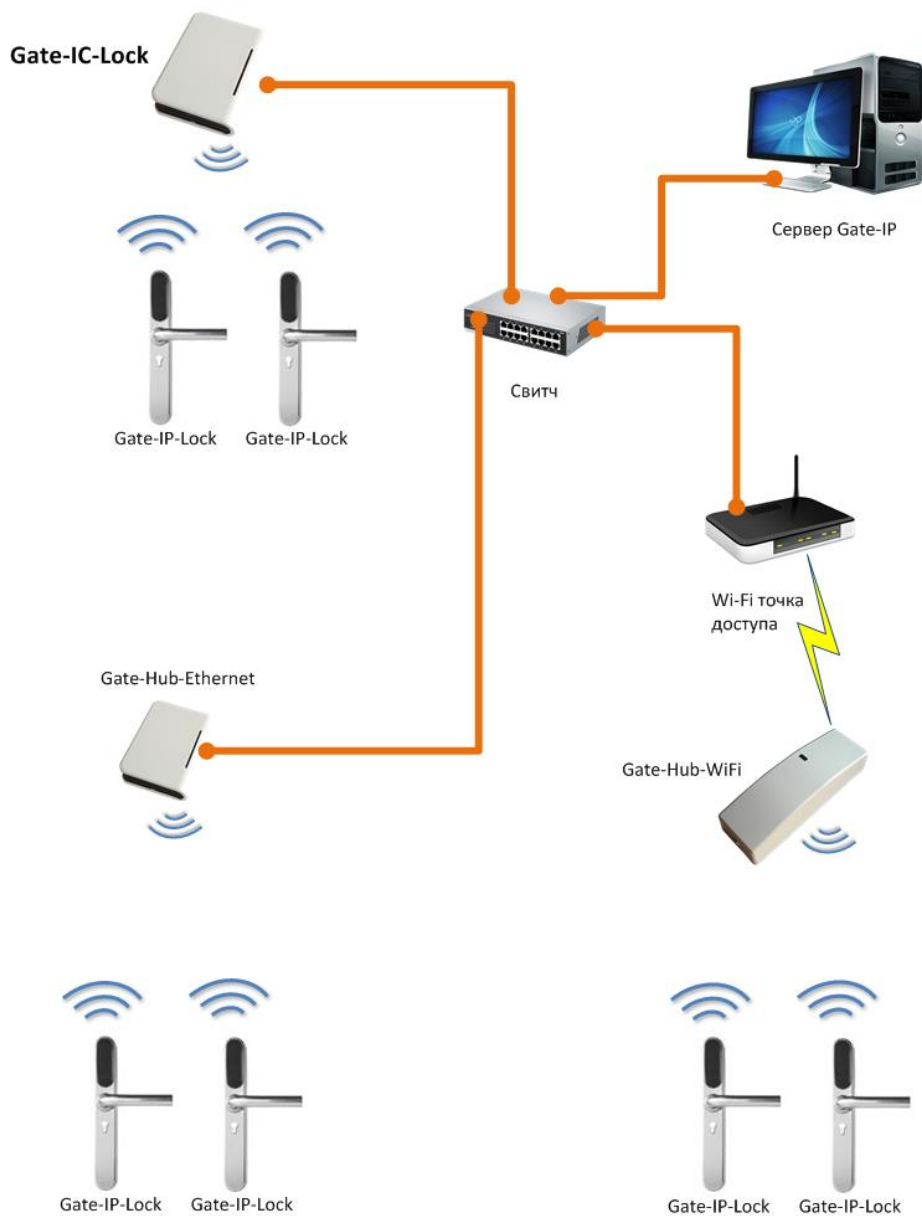 Gate-IC-Lock
Сервер Gate-IP
Свитч
Gate-IP-Lock
Gate-IP-Lock
Wi-Fi точка
доступа
Gate-Hub-Ethernet
Gate-Hub-WiFi
Gate-IP-Lock
Gate-IP-Lock
Gate-IP-Lock
Gate-IP-Lock